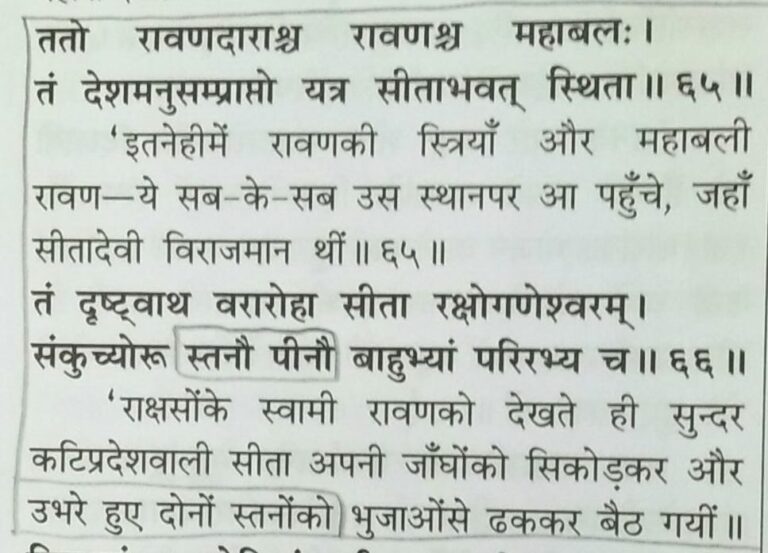 ततो रावणदाराश्च रावणश्च महाबलः।
तं देशमनुसम्प्राप्तो यत्र सीताभवत् स्थिता॥ ६५॥
‘इतनहीमें रावणकी स्त्रियाँ और महाबली
रावण—ये सब-के-सब उस स्थानपर आ पहुँचे, जहाँ
सीतादेवी विराजमान थीं॥ ६५॥
तं दृष्ट्वाथ वरारोहा सीता रक्षोगणेश्वरम्।
संकुच्योरू स्तनौ पीनौ बाहुभ्यां परिरभ्य च॥ ६६॥
‘राक्षसोंके स्वामी रावणको देखते ही सुन्दर
कटिप्रदेशवाली सीता अपनी जाँघोंको सिकोड़कर और
उभरे हुए दोनों स्तनोंको भुजाओंसे ढककर बैठ गयीं॥